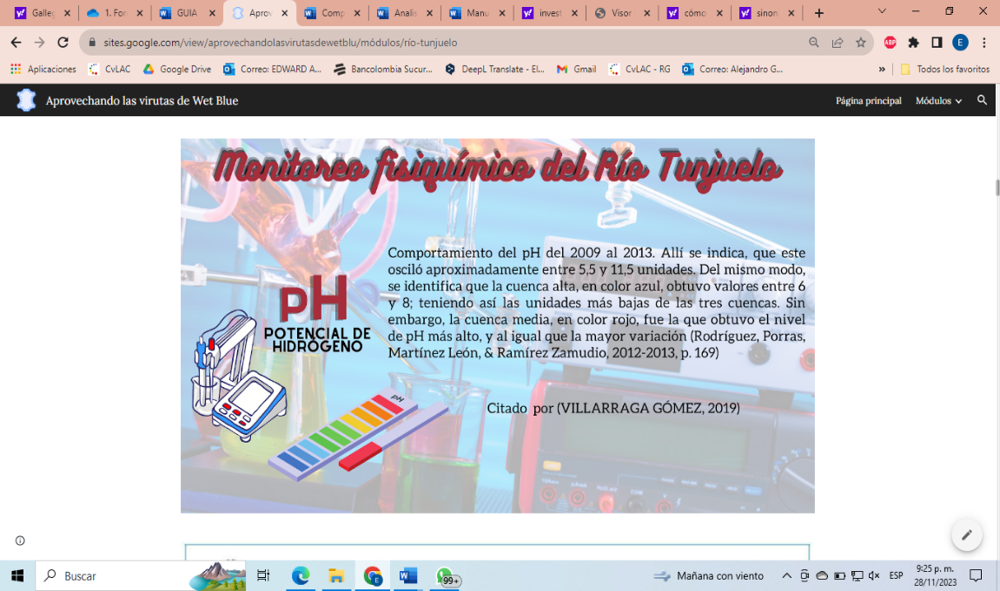 Galleg
1. For
GUIA
Aprov
Comp
Analis
Manu
invest
Visor
cómo
sinon
sites.google.com/view/aprovechandolasvirutasdewetblu/módulos/río-tunjuelo
ABP
E
Aplicaciones
CvLAC
Google Drive
Correo: EDWARD A...
Bancolombia Sucur...
DeepL Translate - El...
Gmail
CvLAC - RG
Correo: Alejandro G...
»
Todos los favoritos
Aprovechando las virutas de Wet Blue
Página principal
Módulos
Monitoreo fisiquímico del Río Tunjuelo
Comportamiento del pH del 2009 al 2013. Allí se indica, que este
osciló aproximadamente entre 5,5 y 11,5 unidades. Del mismo modo,
se identifica que la cuenca alta, en color azul, obtuvo valores entre 6
y 8; teniendo así las unidades más bajas de las tres cuencas. Sin
embargo, la cuenca media, en color rojo, fue la que obtuvo el nivel
de pH más alto, y al igual que la mayor variación (Rodríguez, Porras,
Martínez León, & Ramírez Zamudio, 2012-2013, p. 169)
pH
POTENCIAL DE
HIDRÓGENO
pH
Citado por (VILLARRAGA GÓMEZ, 2019)
Buscar
99+
Mañana con viento
ESP
9:25 p. m.
28/11/2023